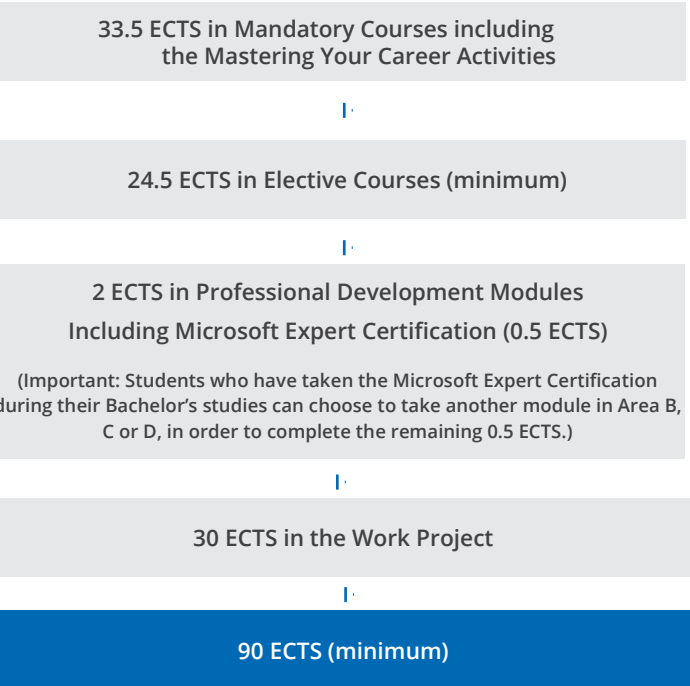 33.5 ECTS in Mandatory Courses including
the Mastering Your Career Activities
24.5 ECTS in Elective Courses (minimum)
2 ECTS in Professional Development Modules
Including Microsoft Expert Certification (0.5 ECTS)
(Important: Students who have taken the Microsoft Expert Certification
during their Bachelor’s studies can choose to take another module in Area B,
C or D, in order to complete the remaining 0.5 ECTS.)
30 ECTS in the Work Project
90 ECTS (minimum)